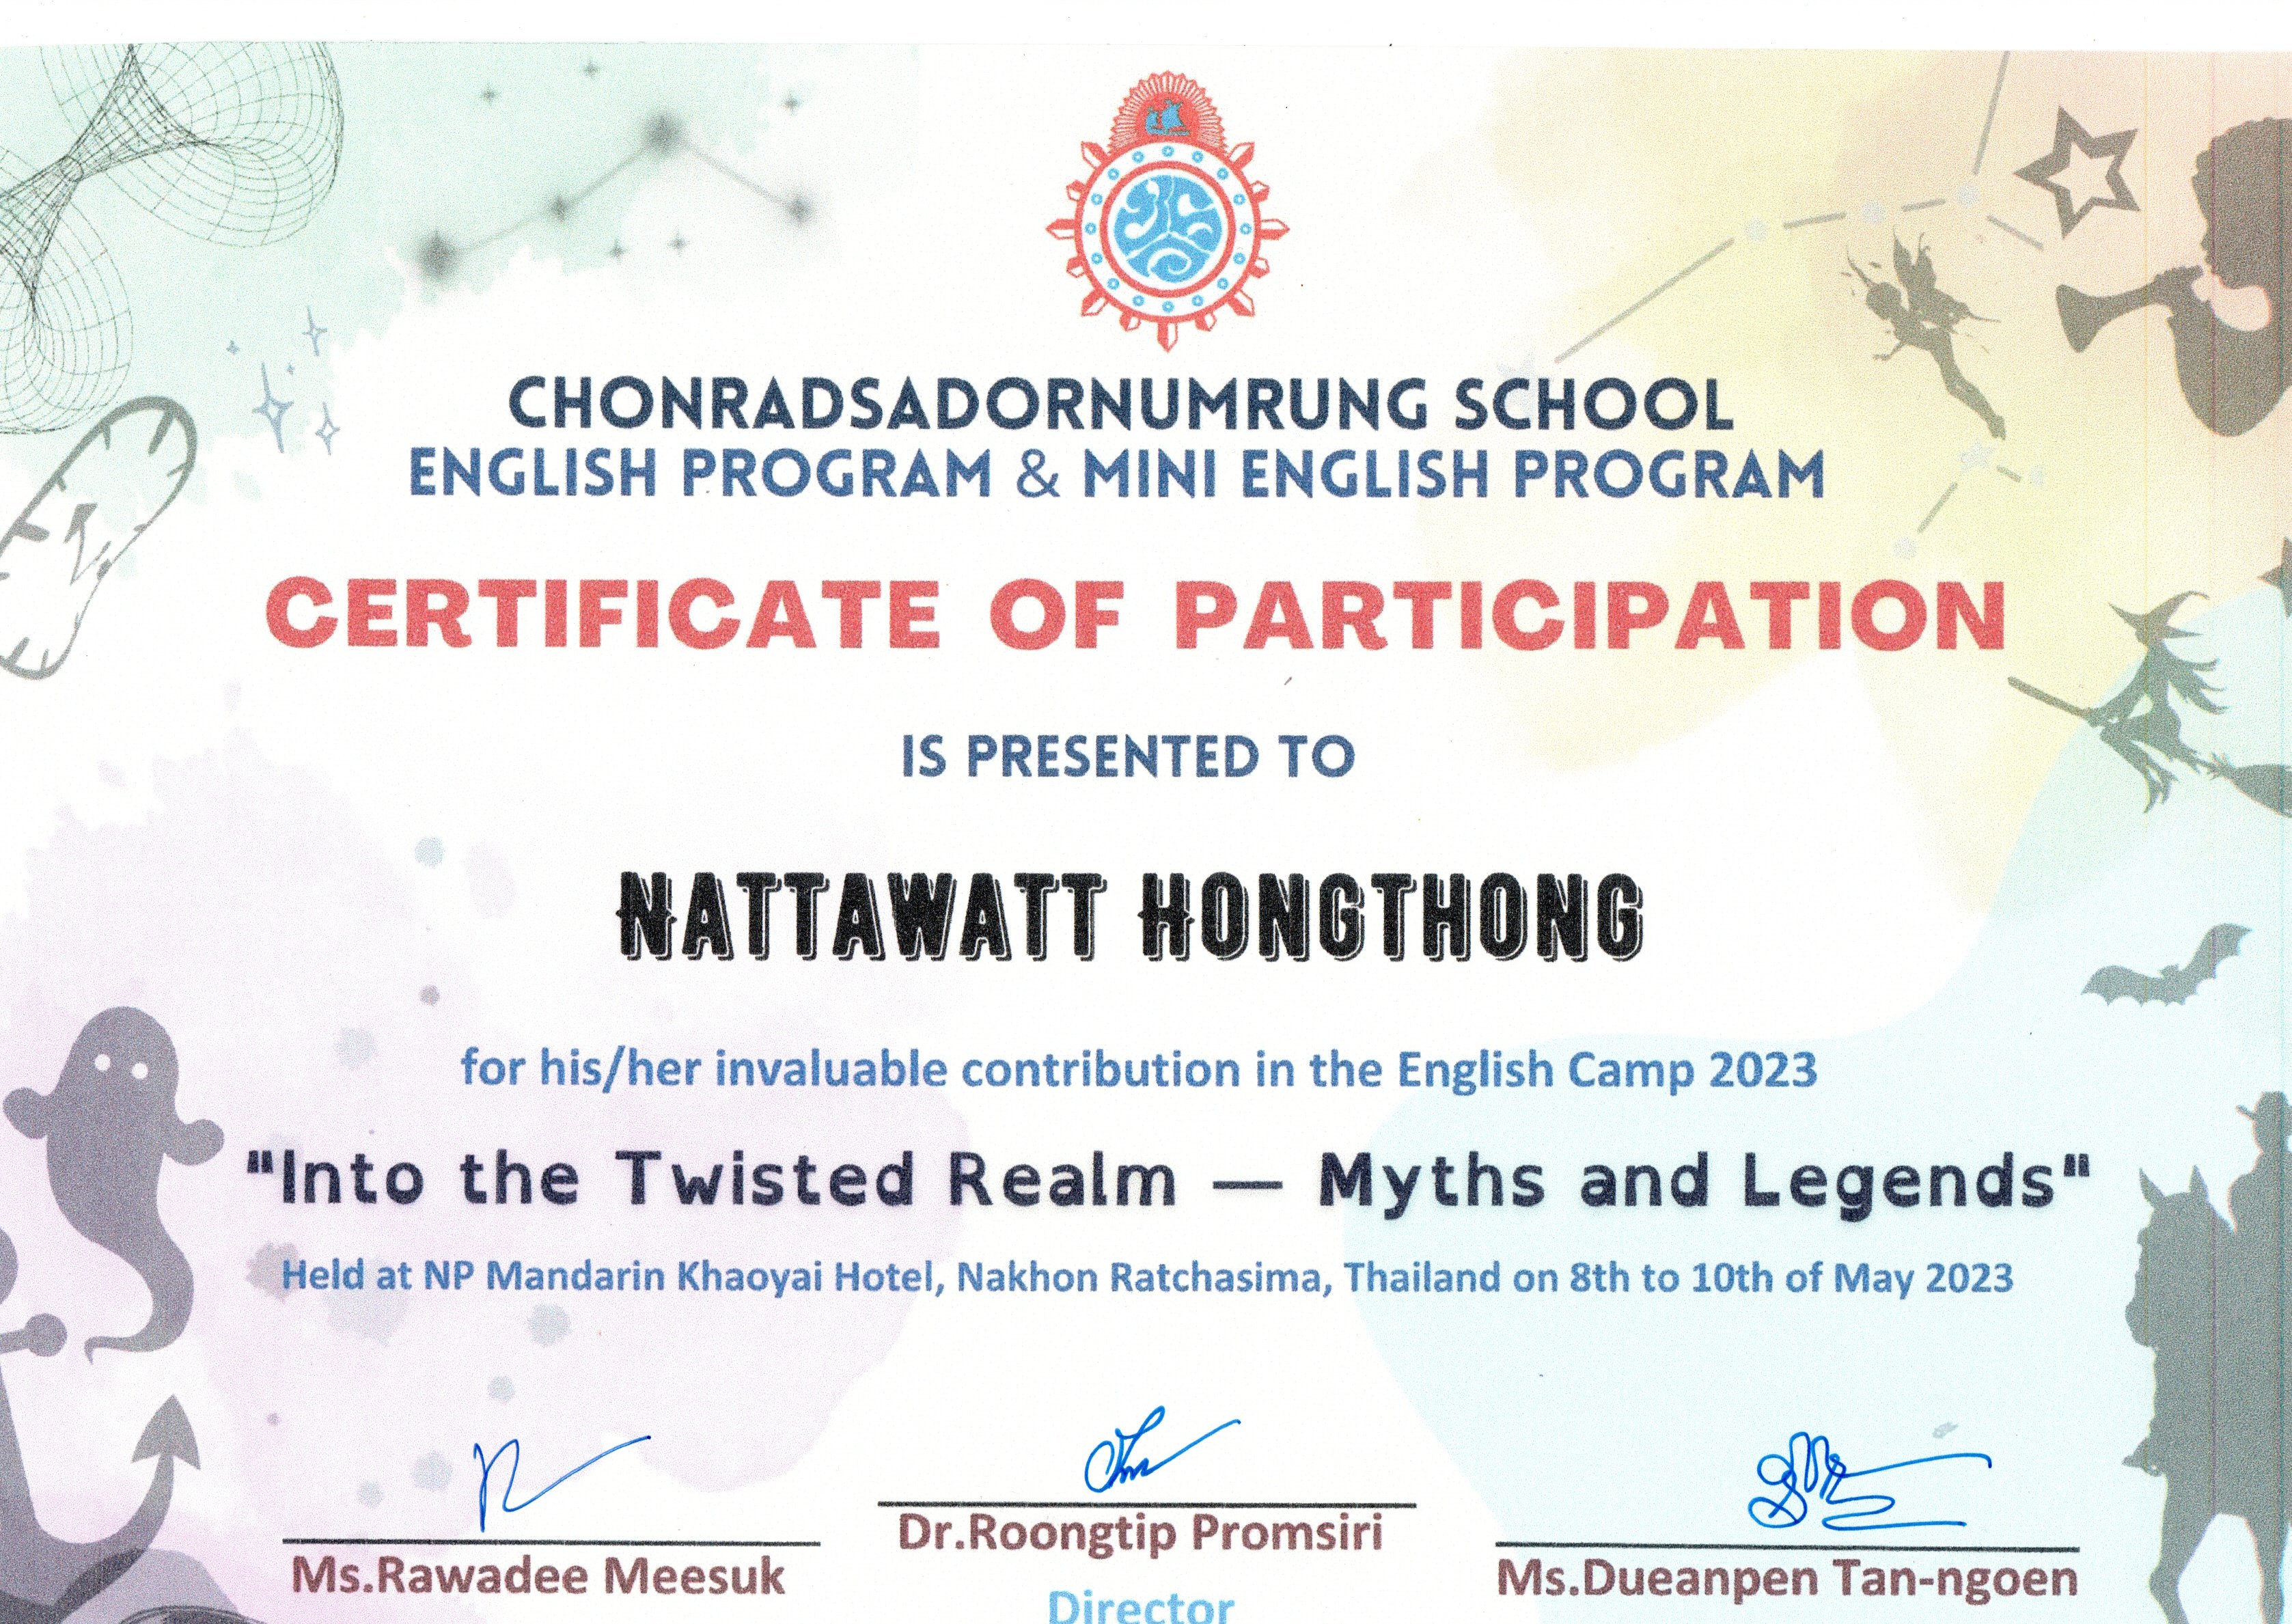 CHONRADSADORNUMRUNG SCHOOL
ENGLISH PROGRAM & MINI ENGLISH PROGRAM
CERTIFICATE OF PARTICIPATION
IS PRESENTED TO
NATTAWATT HONGTHONG
for his/her invaluable contribution in the English Camp 2023
"Into the Twisted Realm — Myths and Legends"
Held at NP Mandarin Khaoyai Hotel, Nakhon Ratchasima, Thailand on 8th to 10th of May 2023
Ms.Rawadee Meesuk
Dr.Roongtip Promsiri
Director
Ms.Dueanpen Tan-ngoen